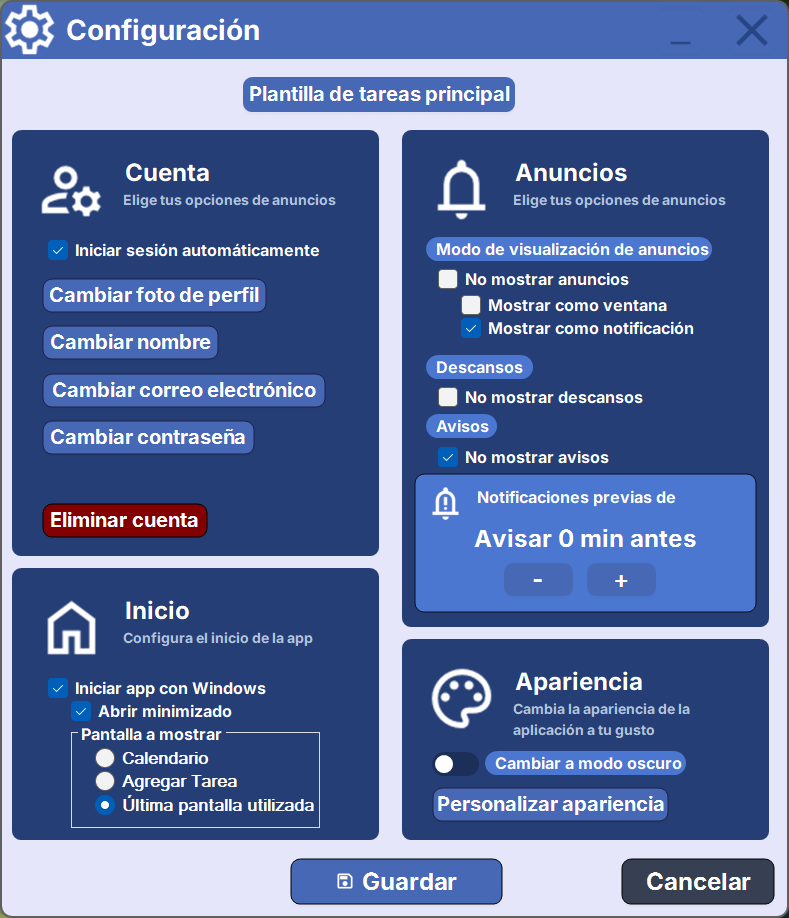 Configuración
Plantilla de tareas principal
Cuenta
Elige tus opciones de anuncios
Iniciar sesión automáticamente
Cambiar foto de perfil
Cambiar nombre
Cambiar correo electrónico
Cambiar contraseña
Eliminar cuenta
Inicio
Configura el inicio de la app
Iniciar app con Windows
Abrir minimizado
Pantalla a mostrar
Calendario
Agregar Tarea
Última pantalla utilizada
Anuncios
Elige tus opciones de anuncios
Modo de visualización de anuncios
No mostrar anuncios
Mostrar como ventana
Mostrar como notificación
Descansos
No mostrar descansos
Avisos
No mostrar avisos
Notificaciones previas de
Avisar 0 min antes
- +
Apariencia
Cambia la apariencia de la
aplicación a tu gusto
Cambiar a modo oscuro
Personalizar apariencia
Guardar
Cancelar